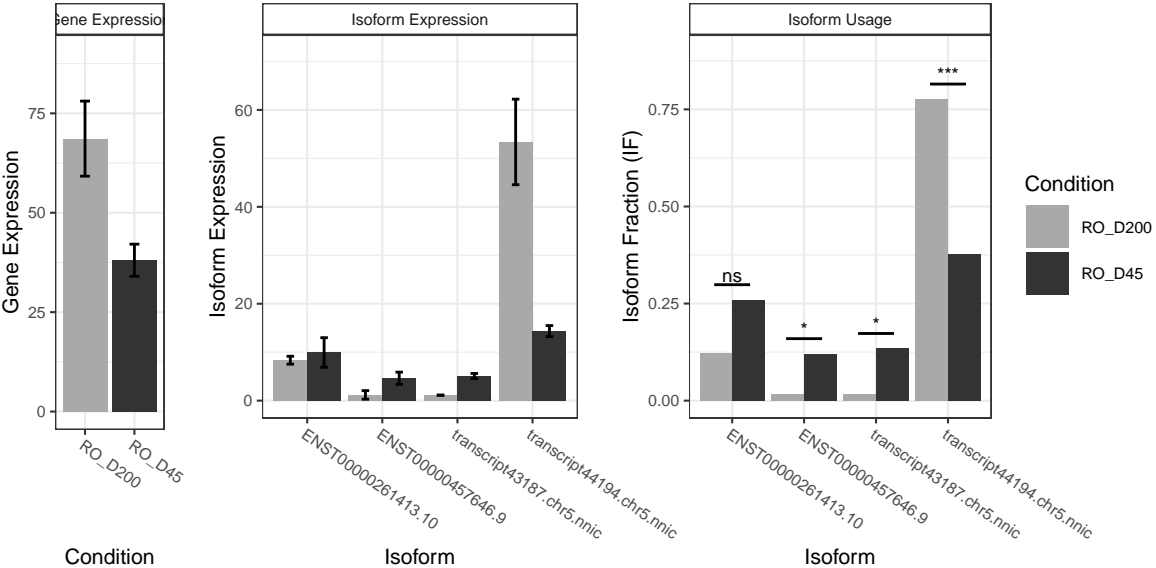 Gene Expression
Gene Expression
75
50
25
0
RO_D200
RO_D45
Condition
Isoform Expression
Isoform Expression
60
40
20
0
ENST00000261413.10
ENST00000457646.9
transcript43187.chr5.nnic
transcript44194.chr5.nnic
Isoform
Isoform Usage
Isoform Fraction (IF)
0.75
0.50
0.25
0.00
ns
*
*
***
ENST00000261413.10
ENST00000457646.9
transcript43187.chr5.nnic
transcript44194.chr5.nnic
Isoform
Condition
RO_D200
RO_D45